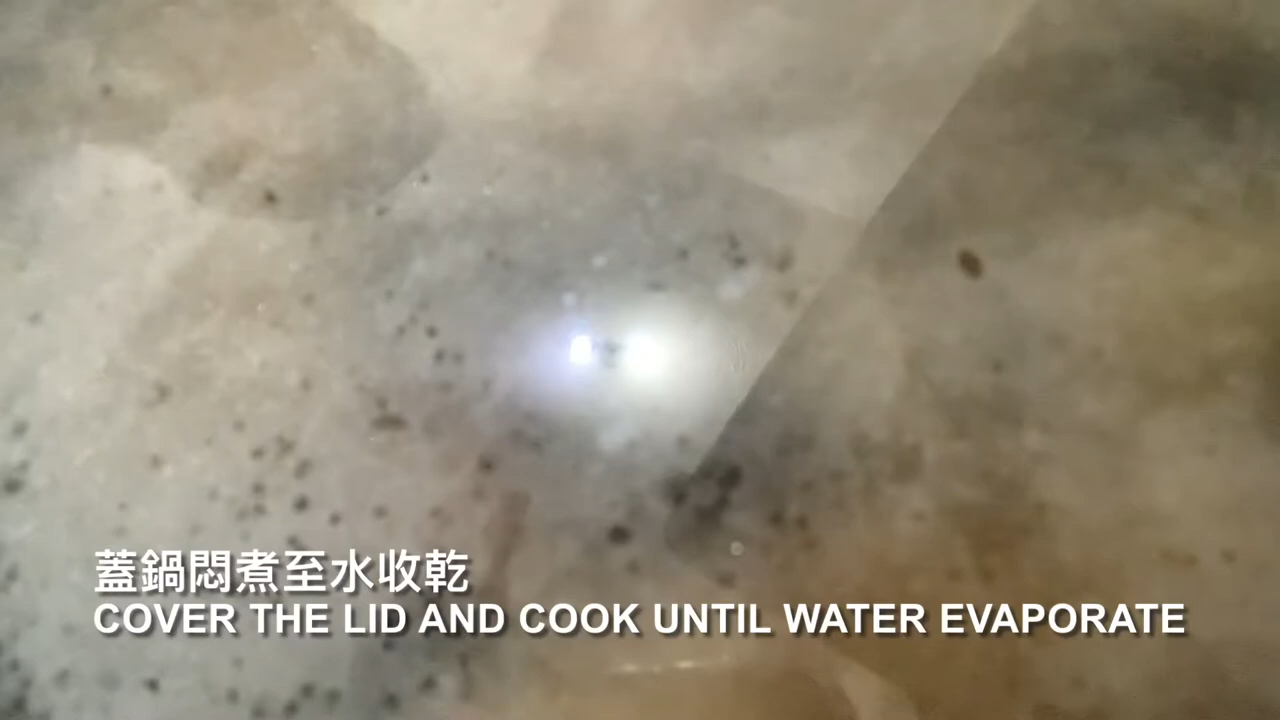 蓋鍋悶煮至水收乾
COVER THE LID AND COOK UNTIL WATER EVAPORATE